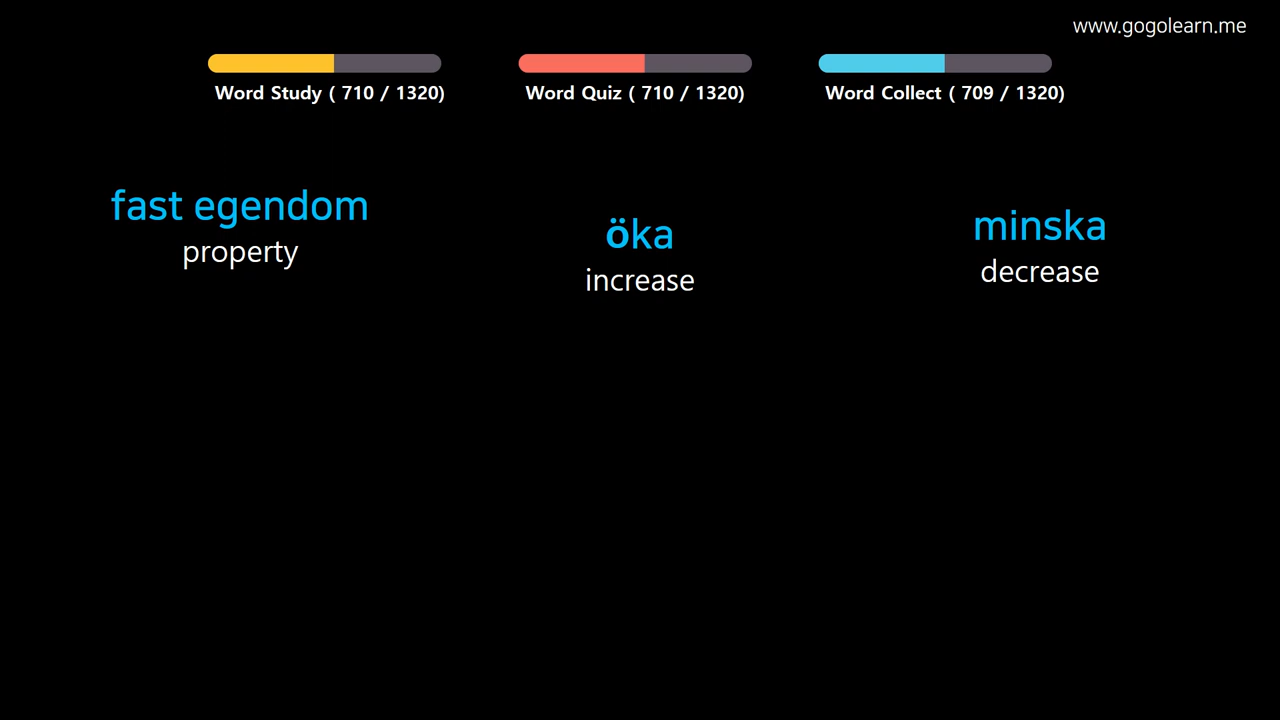 www.gogolearn.me
Word Study ( 710 / 1320)
Word Quiz ( 710 / 1320)
Word Collect ( 709 / 1320)
fast egendom
property
öka
increase
minska
decrease